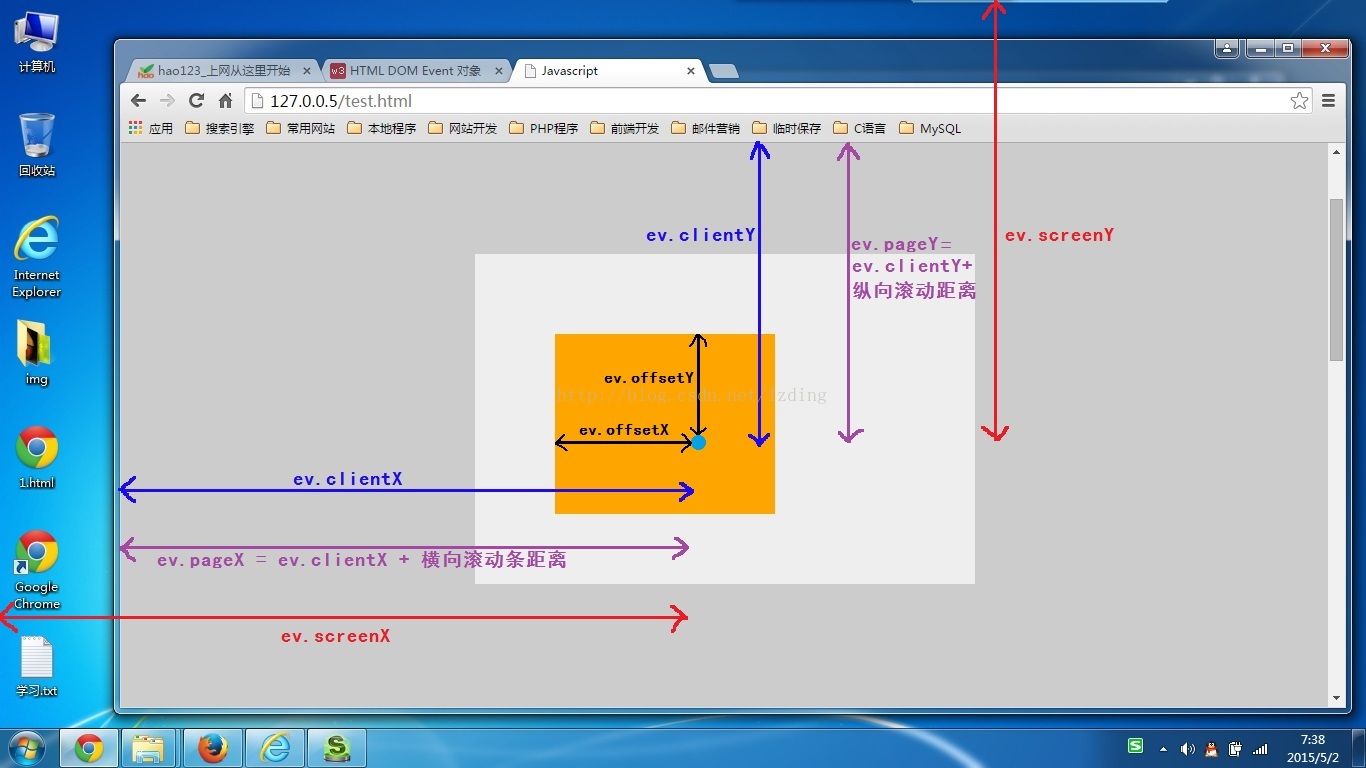 计算机
回收站
Internet
Explorer
img
1.html
Google
Chrome
学习.txt
hao123_上网从这里开始
w3 HTML DOM Event 对象
Javascript
127.0.0.5/test.html
应用 搜索引擎 常用网站 本地程序 网站开发 PHP程序 前端开发 邮件营销 临时保存 C语言 MySQL
ev.clientY
ev.pageY=
ev.clientY+
纵向滚动距离
ev.screenY
ev.offsetY
http://blog.csdn.net/lzding
ev.offsetX
ev.clientX
ev.pageX = ev.clientX + 横向滚动条距离
ev.screenX
7:38
2015/5/2